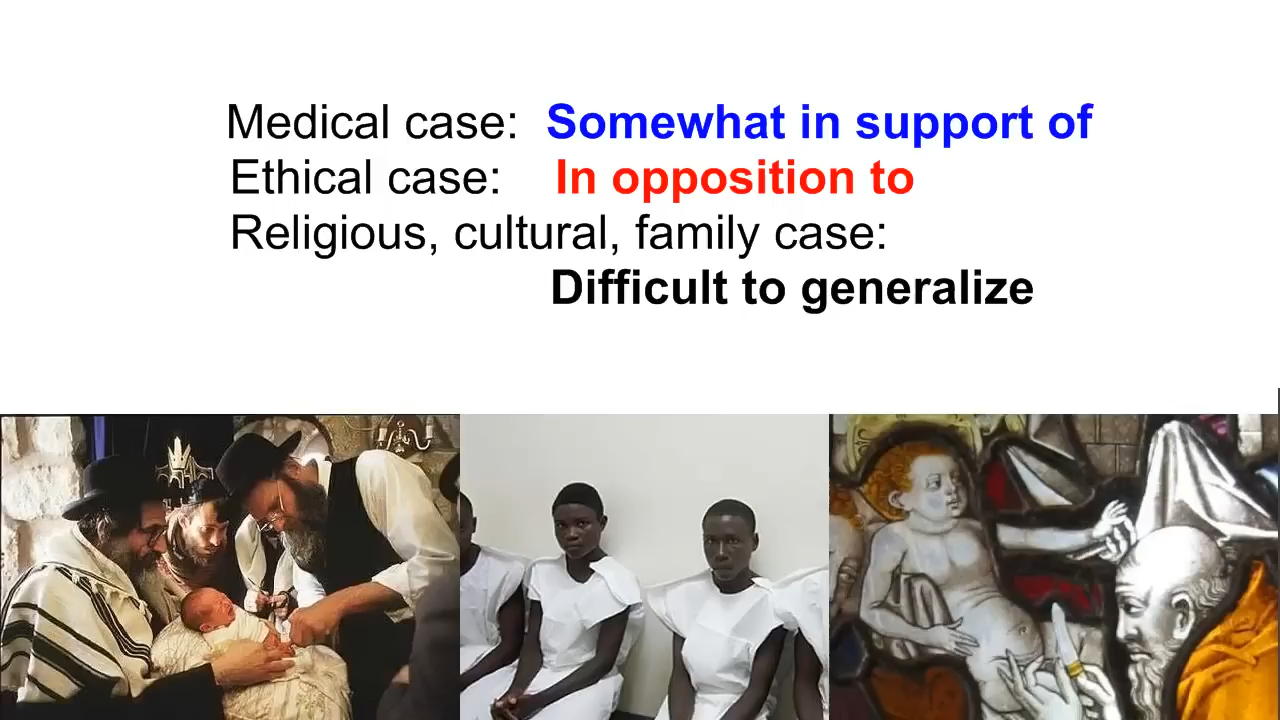 Medical case: Somewhat in support of
Ethical case: In opposition to
Religious, cultural, family case:
Difficult to generalize